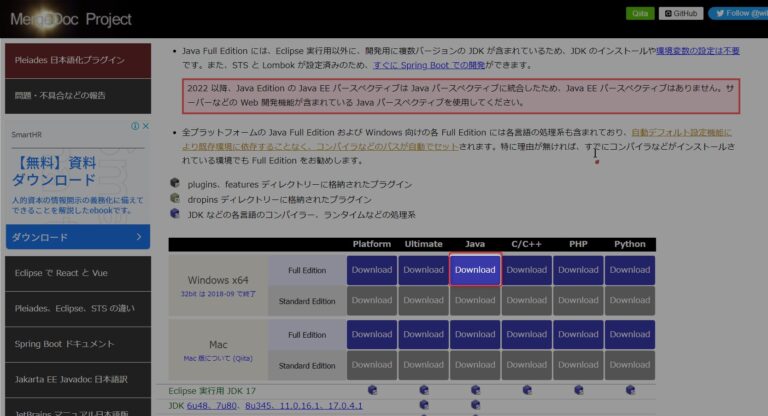 MergeDoc Project
Qiita
GitHub
Follow @wil
Pleiades 日本語化プラグイン
問題・不具合などの報告
SmartHR
【無料】資料
ダウンロード
人的資本の情報開示の義務化に備えて
できることを解説したebookです。
ダウンロード
Eclipse で React と Vue
Pleiades、Eclipse、STS の違い
Spring Boot ドキュメント
Jakarta EE Javadoc 日本語訳
JetBrains マニュアル日本語版
Java Full Edition には、Eclipse 実行用以外に、開発用に複数バージョンの JDK が含まれているため、JDK のインストールや環境変数の設定は不要
です。また、STS と Lombok が設定済みのため、すぐに Spring Boot での開発ができます。
2022 以降、Java Edition の Java EE パースペクティブは Java パースペクティブに統合したため、Java EE パースペクティブはありません。サ
ーバーなどの Web 開発機能が含まれている Java パースペクティブを使用してください。
全プラットフォームの Java Full Edition および Windows 向けの各 Full Edition には各言語の処理系も含まれており、自動デフォルト設定機能に
より既存環境に依存することなく、コンパイラなどのパスが自動でセットされます。特に理由が無ければ、すでにコンパイラなどがインストール
されている環境でも Full Edition をお勧めします。
plugins、features ディレクトリーに格納されたプラグイン
dropins ディレクトリーに格納されたプラグイン
JDK などの各言語のコンパイラー、ランタイムなどの処理系
Platform Ultimate Java C/C++ PHP Python
Windows x64
32bit は 2018-09 で終了
Full Edition Download Download Download Download Download Download
Standard Edition Download Download Download Download Download Download
Mac
Mac 版について (Qiita)
Full Edition Download Download Download Download Download Download
Standard Edition Download Download Download Download Download Download
Eclipse 実行用 JDK 17
JDK 6u48、7u80、8u345、11.0.16.1、17.0.4.1